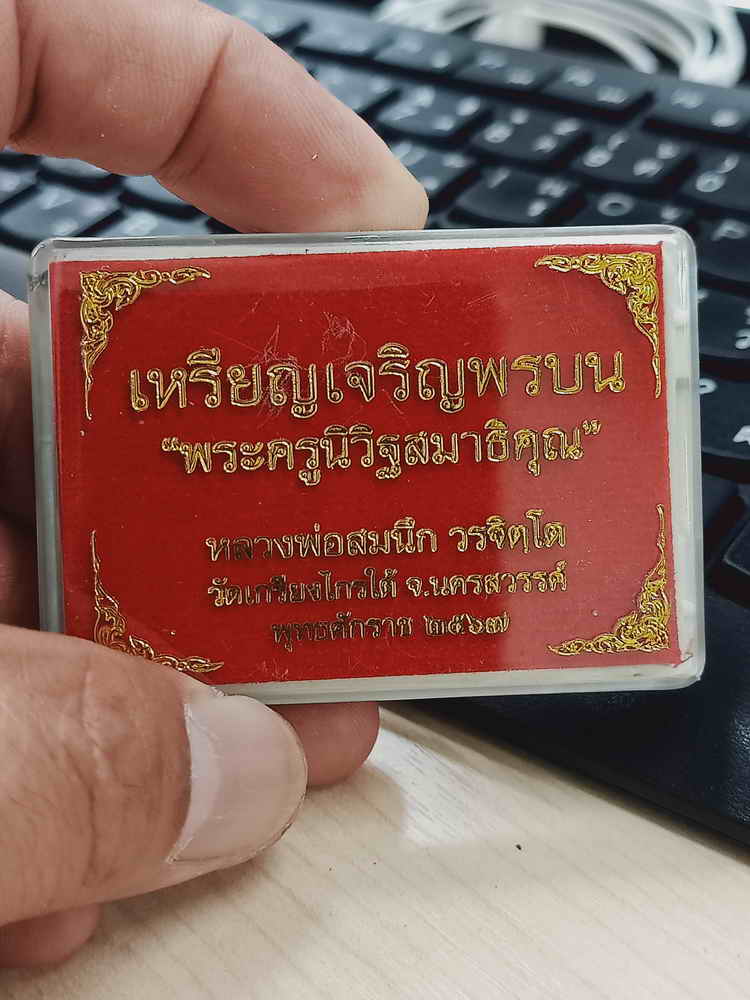 เหรียญเจริญพรบน
“พระครูนิวิฐสมาธิคุณ”
หลวงพ่อสมนึก วรจิตฺโต
วัดเกรียงไกรใต้ จ.นครสวรรค์
พุทธศักราช ๒๕๖๗